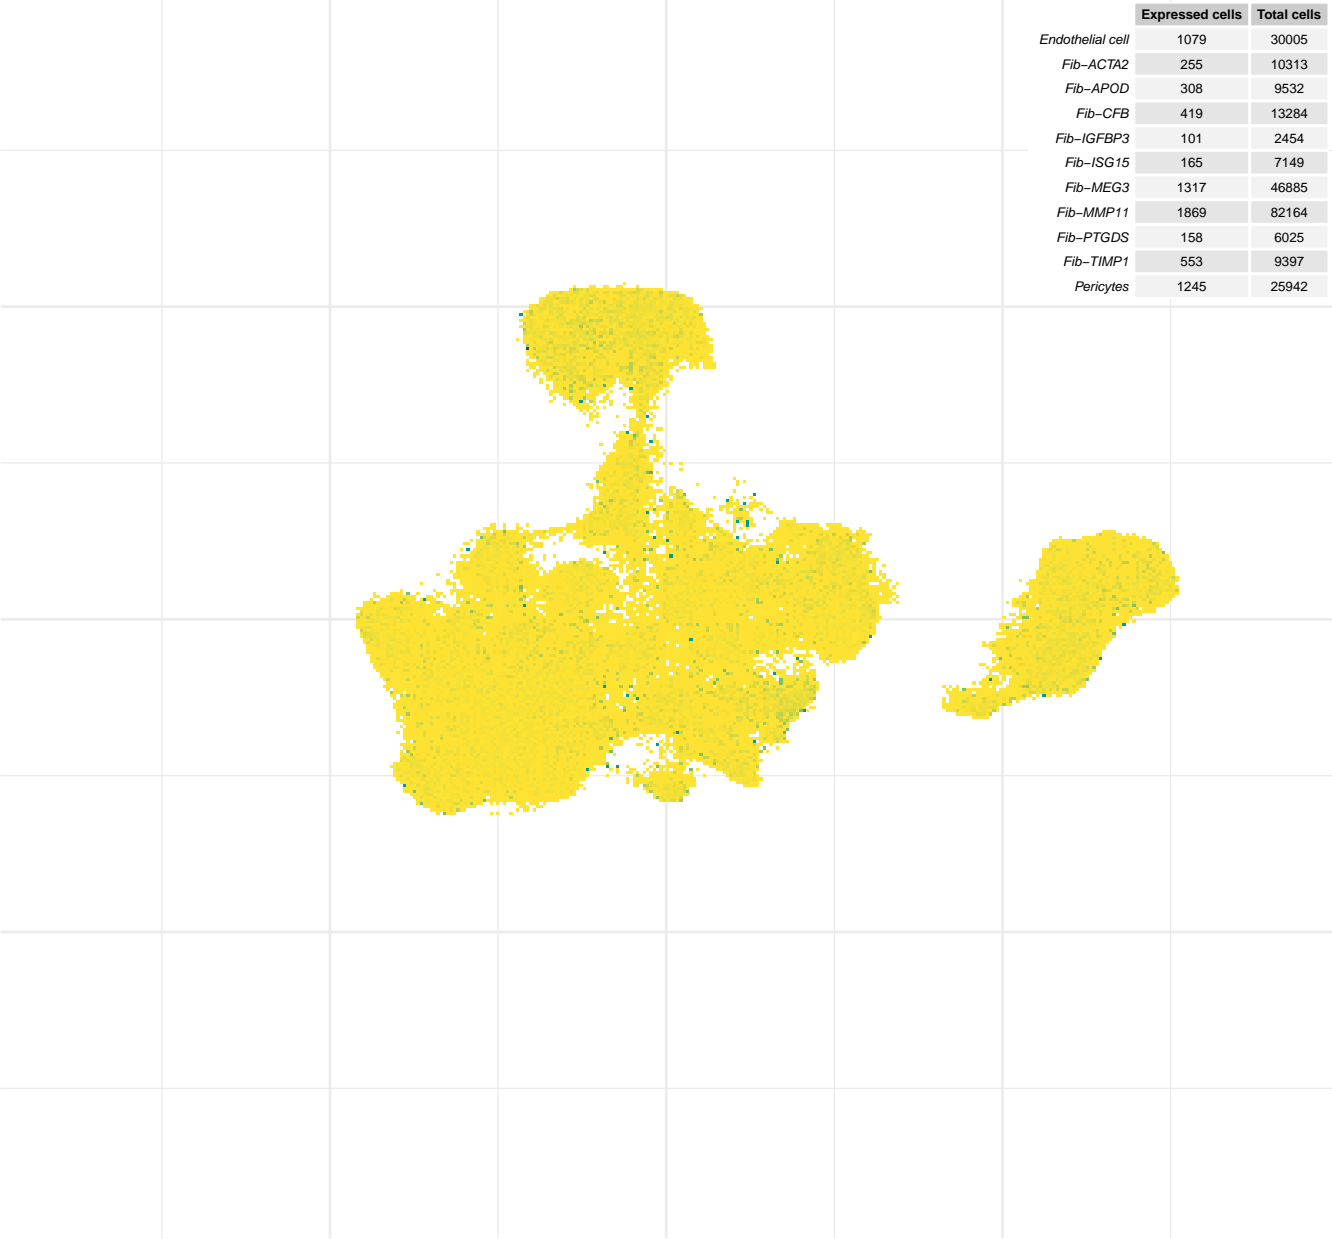 Expressed cells Total cells
Endothelial cell 1079 30005
Fib−ACTA2 255 10313
Fib−APOD 308 9532
Fib−CFB 419 13284
Fib−IGFBP3 101 2454
Fib−ISG15 165 7149
Fib−MEG3 1317 46885
Fib−MMP11 1869 82164
Fib−PTGDS 158 6025
Fib−TIMP1 553 9397
Pericytes 1245 25942